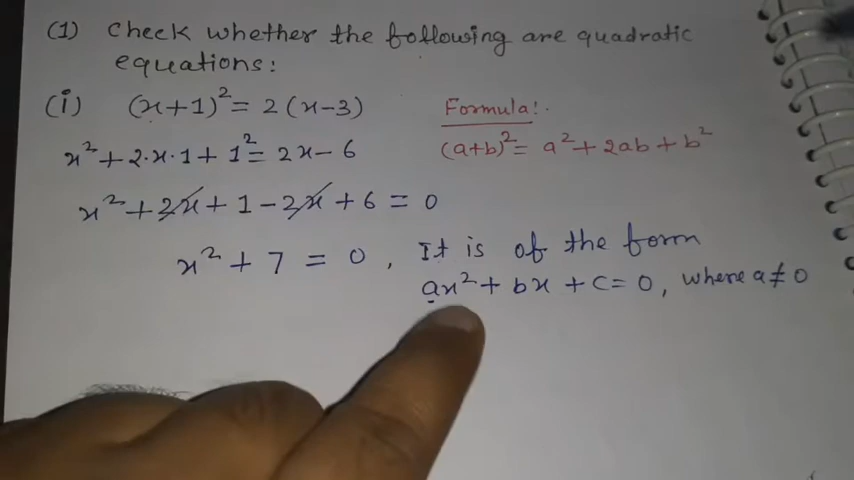 (1) Check whether the following are quadratic
equations:
(i) (x+1)² = 2(x-3)
Formula:
x² + 2·x·1 + 1² = 2x - 6
(a+b)² = a² + 2ab + b²
x² + 2x + 1 - 2x + 6 = 0
x² + 7 = 0, It is of the form
ax² + bx + c = 0, where a ≠ 0